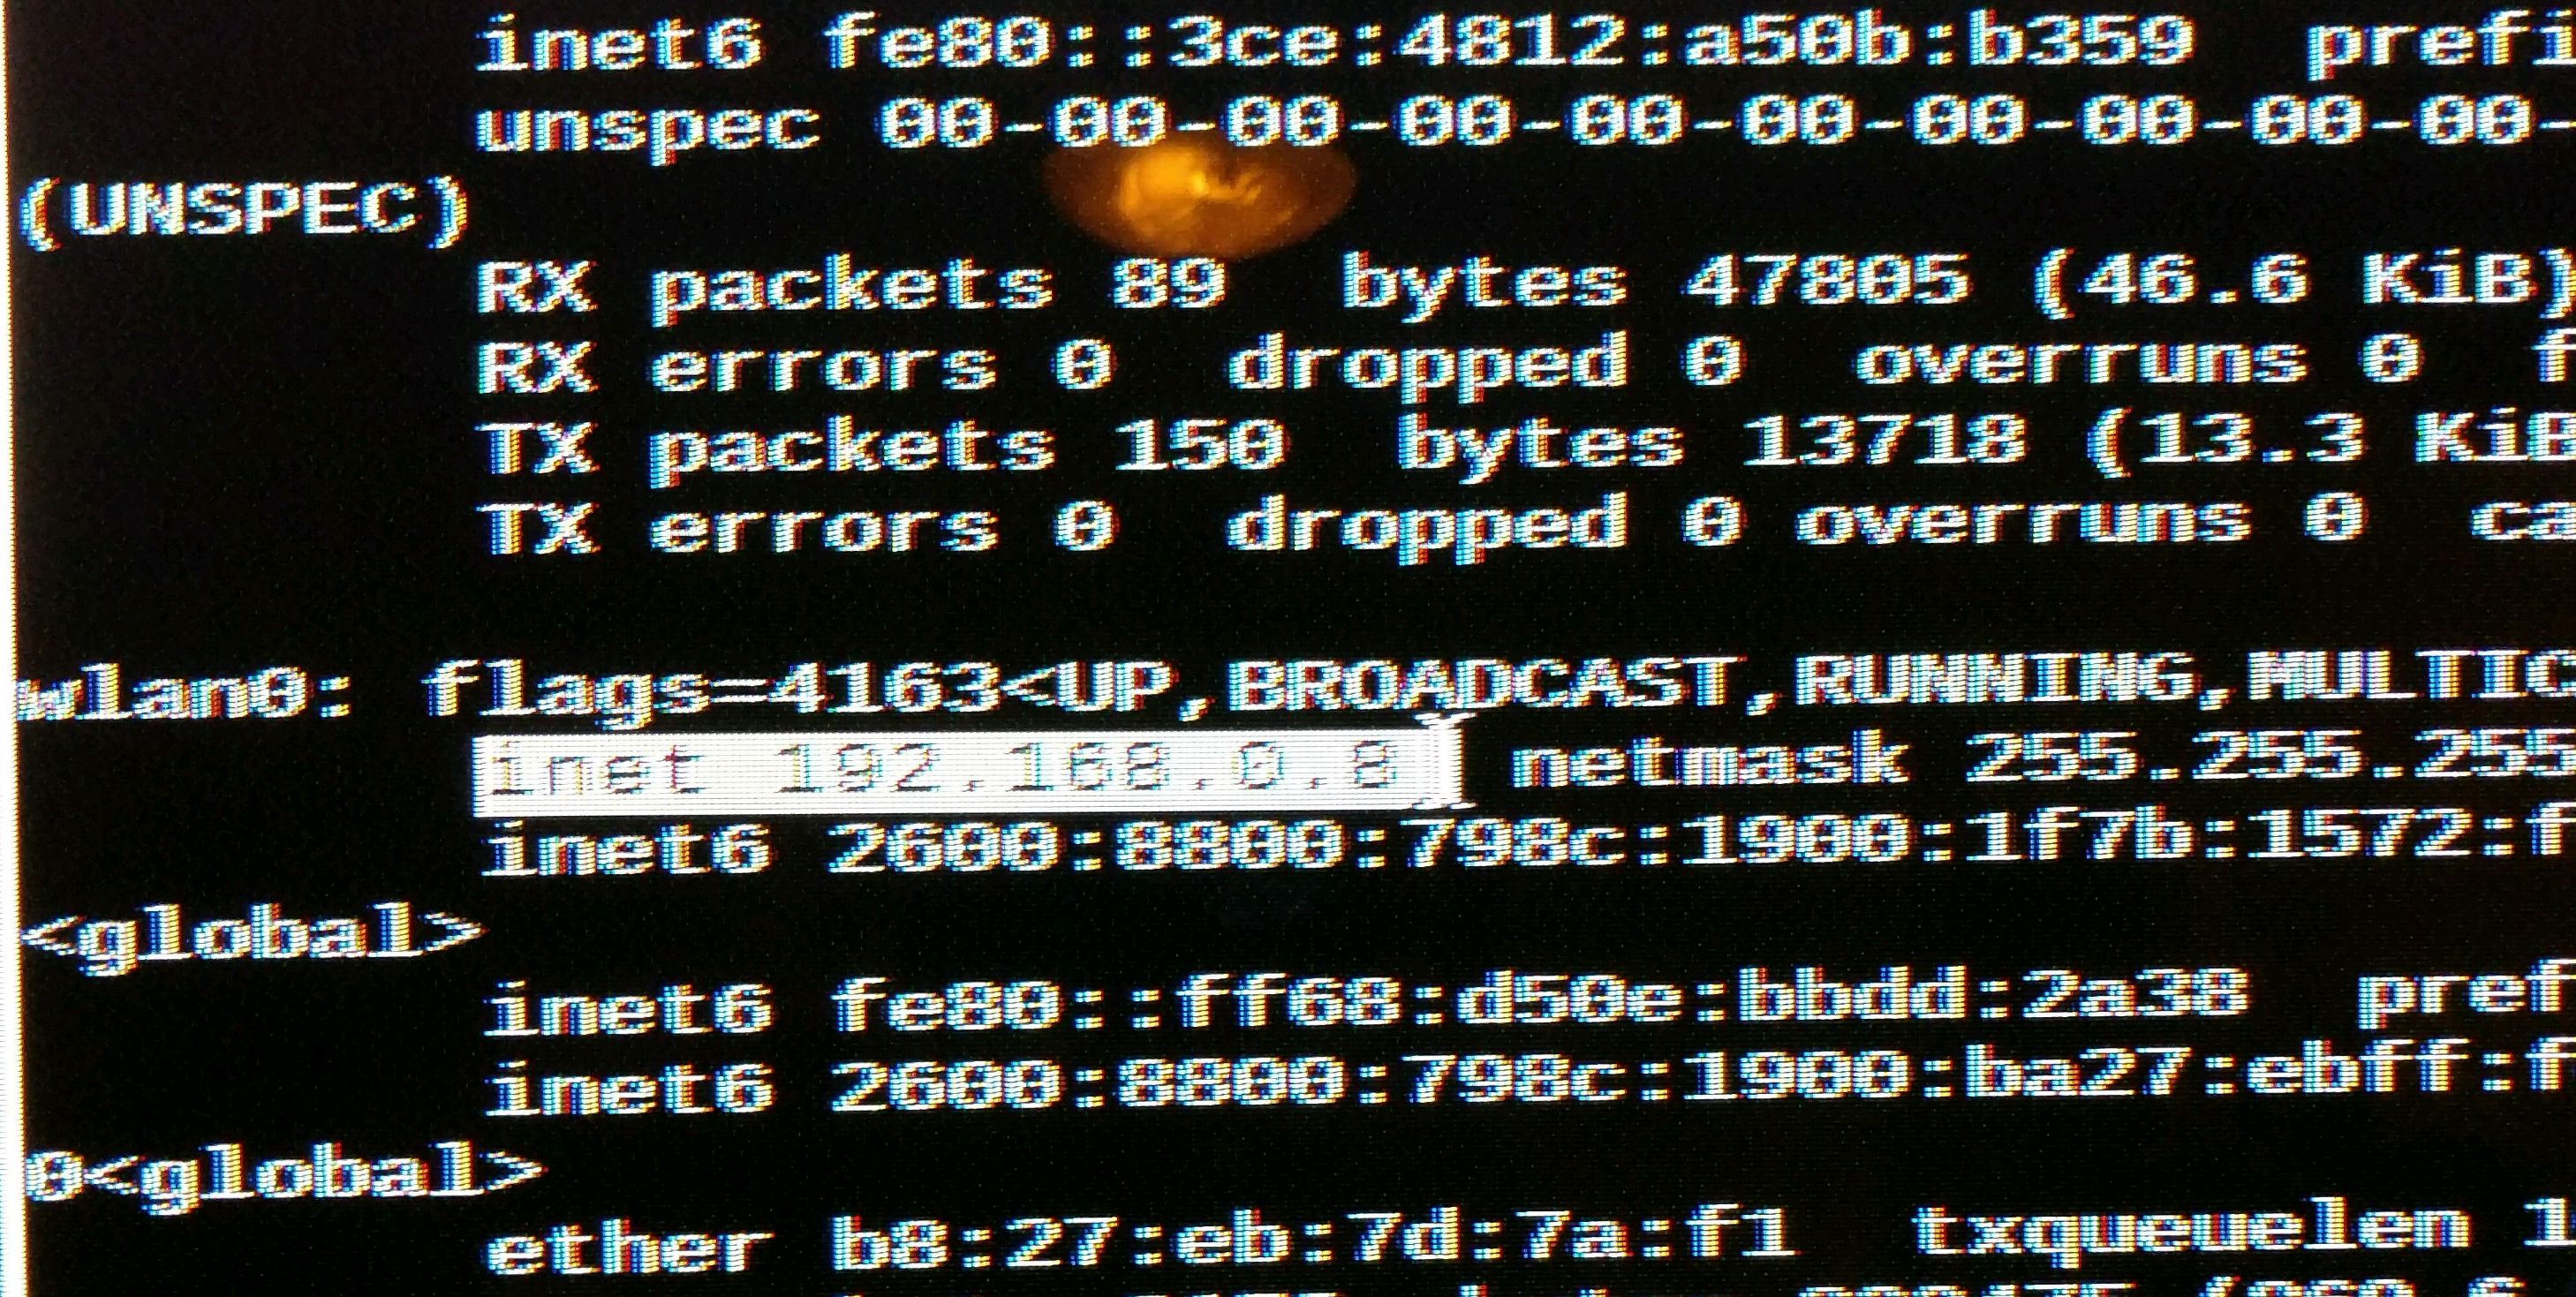 inet6 fe80::3ce:4812:a50b:b359 prefi
unspec 00-00-00-00-00-00-00-00-00-00-
(UNSPEC)
RX packets 89 bytes 47805 (46.6 KiB)
RX errors 0 dropped 0 overruns 0 f
TX packets 150 bytes 13718 (13.3 KiB
TX errors 0 dropped 0 overruns 0 ca
wlan0: flags=4163<UP,BROADCAST,RUNNING,MULTIC
inet 192.168.0.8 netmask 255.255.255
inet6 2600:8800:798c:1900:1f7b:1572:f
<global>
inet6 fe80::ff68:d50e:bbdd:2a38 pref
inet6 2600:8800:798c:1900:ba27:ebff:f
0<global>
ether b8:27:eb:7d:7a:f1 txqueuelen 1